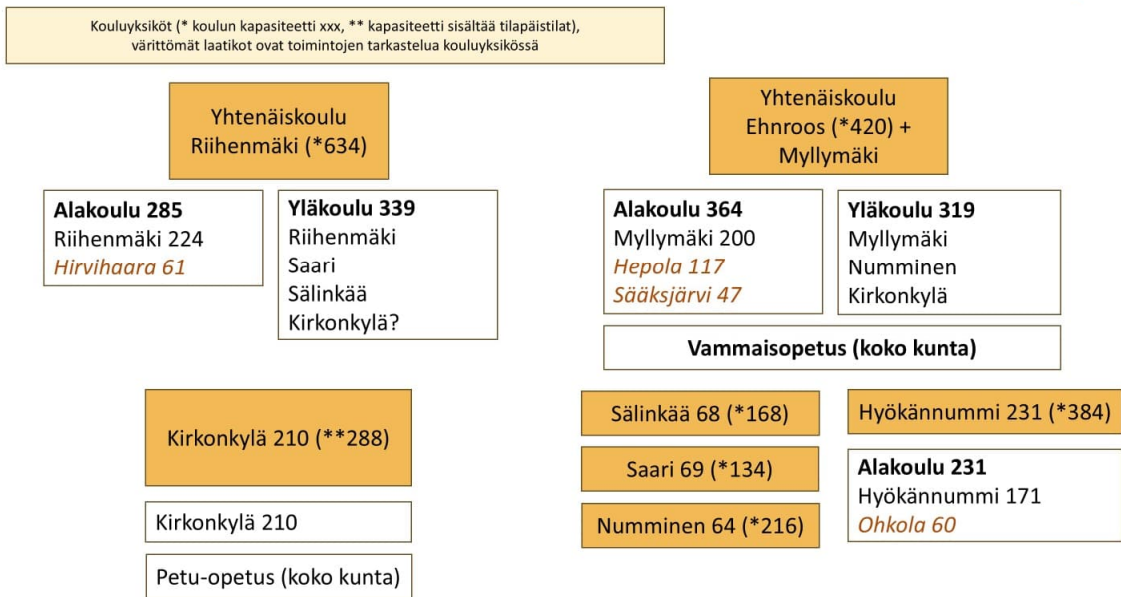 Kouluyksiköt (* koulun kapasiteetti xxx, ** kapasiteetti sisältää tilapäistilat),
värittömät laatikot ovat toimintojen tarkastelua kouluyksikössä
Yhtenäiskoulu
Riihenmäki (*634)
Alakoulu 285
Riihenmäki 224
Hirvihaara 61
Yläkoulu 339
Riihenmäki
Saari
Sälinkää
Kirkonkylä?
Yhtenäiskoulu
Ehnroos (*420) +
Myllymäki
Alakoulu 364
Myllymäki 200
Hepola 117
Sääksjärvi 47
Yläkoulu 319
Myllymäki
Numminen
Kirkonkylä
Vammaisopetus (koko kunta)
Kirkonkylä 210 (**288)
Kirkonkylä 210
Petu-opetus (koko kunta)
Sälinkää 68 (*168)
Saari 69 (*134)
Numminen 64 (*216)
Hyökännummi 231 (*384)
Alakoulu 231
Hyökännummi 171
Ohkola 60